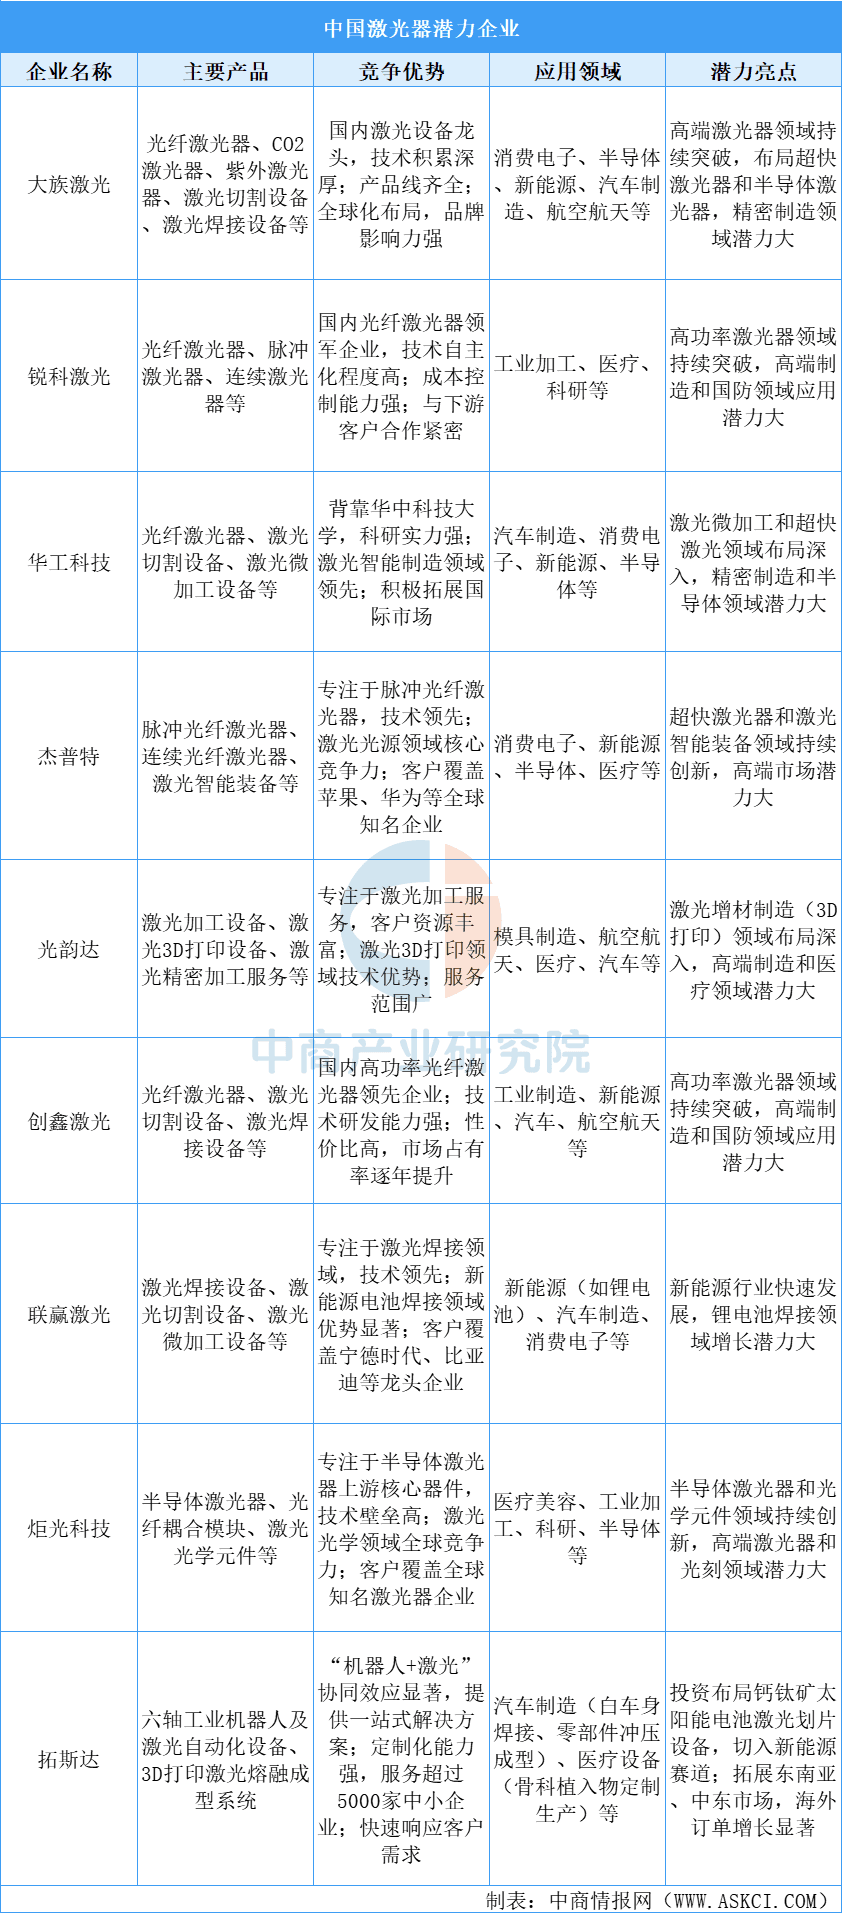 中国激光器潜力企业
企业名称 主要产品 竞争优势 应用领域 潜力亮点
大族激光
光纤激光器、CO2
激光器、紫外激光
器、激光切割设备
、激光焊接设备等
国内激光设备龙
头，技术积累深
厚；产品线齐全；
全球化布局，品牌
影响力强
消费电子、半导体
、新能源、汽车制
造、航空航天等
高端激光器领域持
续突破，布局超快
激光器和半导体激
光器，精密制造领
域潜力大
锐科激光
光纤激光器、脉冲
激光器、连续激光
器等
国内光纤激光器领
军企业，技术自主
化程度高；成本控
制能力强；与下游
客户合作紧密
工业加工、医疗、
科研等
高功率激光器领域
持续突破，高端制
造和国防领域应用
潜力大
华工科技
光纤激光器、激光
切割设备、激光微
加工设备等
背靠华中科技大
学，科研实力强；
激光智能制造领域
领先；积极拓展国
际市场
汽车制造、消费电
子、新能源、半导
体等
激光微加工和超快
激光领域布局深
入，精密制造和半
导体领域潜力大
杰普特
脉冲光纤激光器、
连续光纤激光器、
激光智能装备等
专注于脉冲光纤激
光器，技术领先；
激光光源领域核心
竞争力；客户覆盖
苹果、华为等全球
知名企业
消费电子、新能源
、半导体、医疗等
超快激光器和激光
智能装备领域持续
创新，高端市场潜
力大
光韵达
激光加工设备、激
光3D打印设备、激
光精密加工服务等
专注于激光加工服
务，客户资源丰
富；激光3D打印领
域技术优势；服务
范围广
模具制造、航空航
天、医疗、汽车等
激光增材制造（3D
打印）领域布局深
入，高端制造和医
疗领域潜力大
中商产业研究院
创鑫激光
光纤激光器、激光
切割设备、激光焊
接设备等
国内高功率光纤激
光器领先企业；技
术研发能力强；性
价比高，市场占有
率逐年提升
工业制造、新能源
、汽车、航空航天
等
高功率激光器领域
持续突破，高端制
造和国防领域应用
潜力大
联赢激光
激光焊接设备、激
光切割设备、激光
微加工设备等
专注于激光焊接领
域，技术领先；新
能源电池焊接领域
优势显著；客户覆
盖宁德时代、比亚
迪等龙头企业
新能源（如锂电
池）、汽车制造、
消费电子等
新能源行业快速发
展，锂电池焊接领
域增长潜力大
炬光科技
半导体激光器、光
纤耦合模块、激光
光学元件等
专注于半导体激光
器上游核心器件，
技术壁垒高；激光
光学领域全球竞争
力；客户覆盖全球
知名激光器企业
医疗美容、工业加
工、科研、半导体
等
半导体激光器和光
学元件领域持续创
新，高端激光器和
光刻领域潜力大
拓斯达
六轴工业机器人及
激光自动化设备、
3D打印激光熔融成
型系统
“机器人+激光”
协同效应显著，提
供一站式解决方
案；定制化能力
强，服务超过
5000家中小企
业；快速响应客户
需求
汽车制造（白车身
焊接、零部件冲压
成型）、医疗设备
（骨科植入物定制
生产）等
投资布局钙钛矿太
阳能电池激光划片
设备，切入新能源
赛道；拓展东南亚
、中东市场，海外
订单增长显著
制表：中商情报网（WWW.ASKCI.COM）